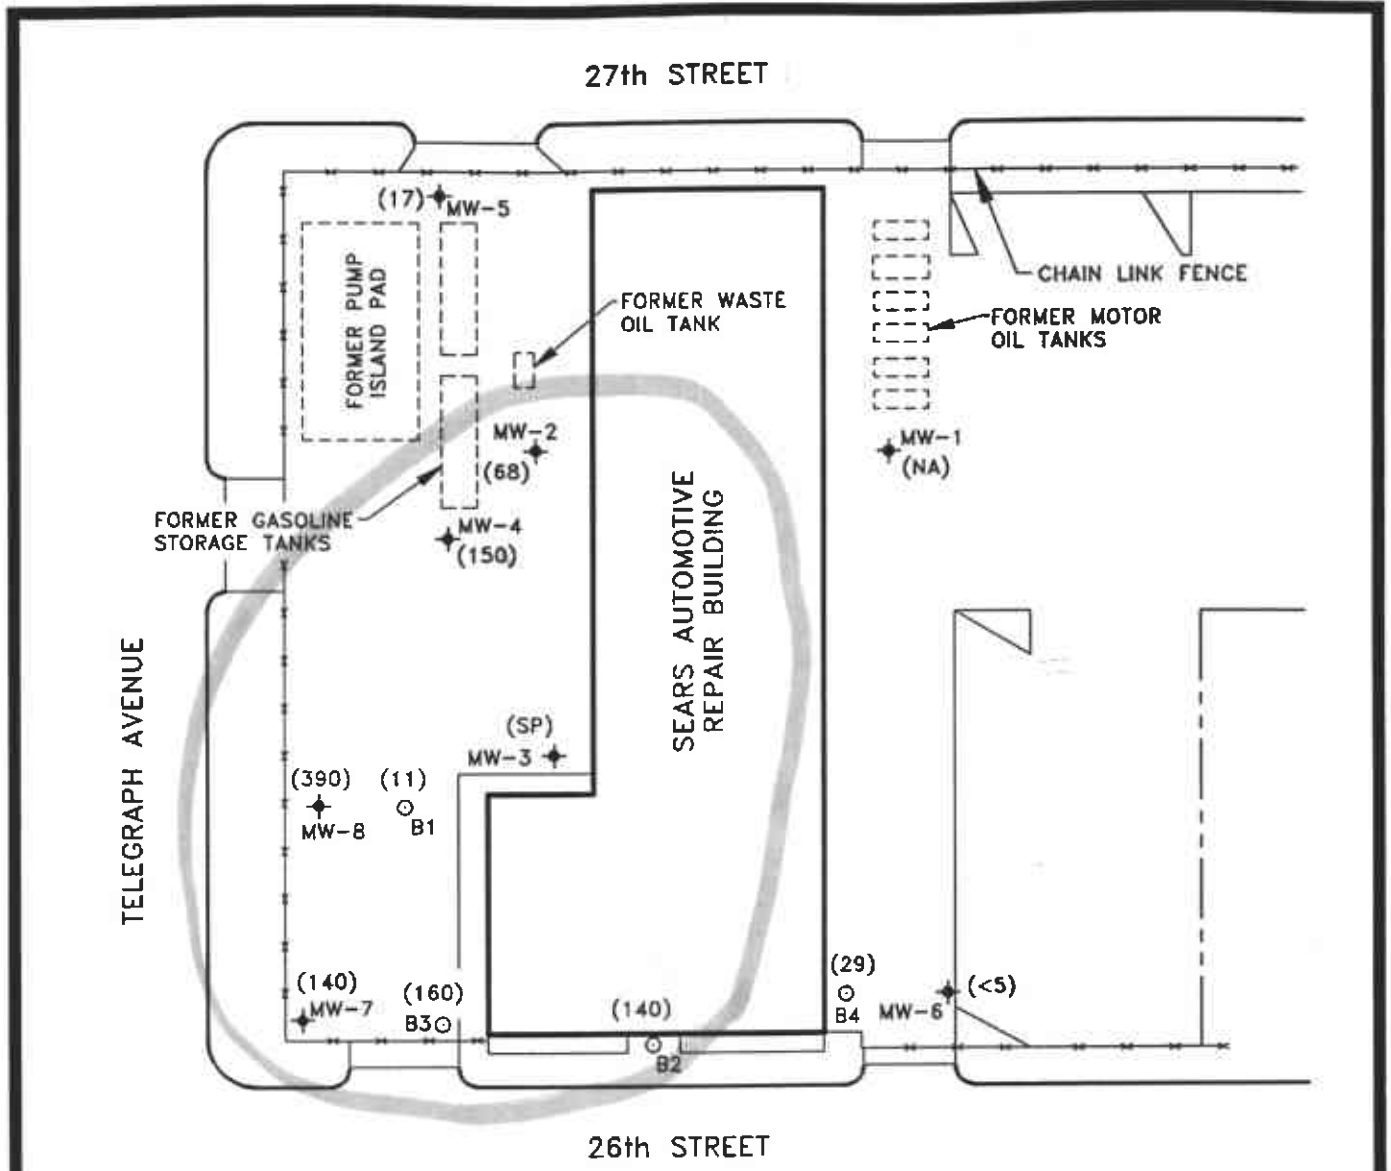 27th STREET
(17)
MW-5
FORMER PUMP
ISLAND PAD
FORMER WASTE
OIL TANK
CHAIN LINK FENCE
FORMER MOTOR
OIL TANKS
MW-2
(68)
MW-1
(NA)
FORMER GASOLINE
STORAGE TANKS
MW-4
(150)
SEARS AUTOMOTIVE
REPAIR BUILDING
TELEGRAPH AVENUE
(SP)
MW-3
(390)
MW-8
(11)
B1
(140)
MW-7
(160)
B3
(140)
B2
(29)
B4
(<5)
MW-6
26th STREET